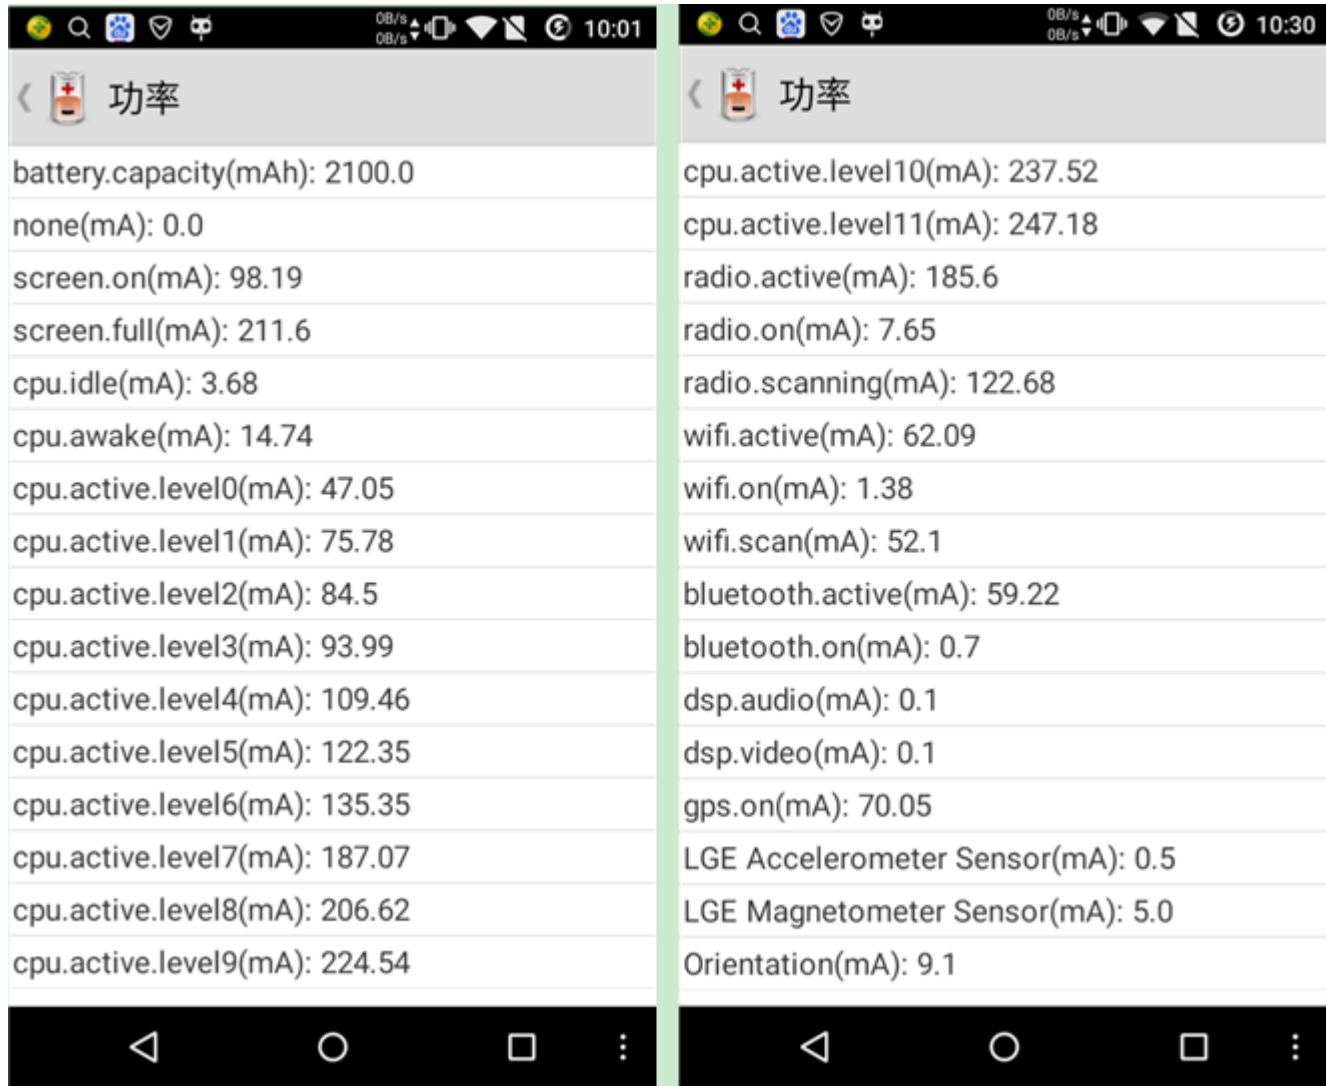 0B/s
0B/s
10:01
功率
battery.capacity(mAh): 2100.0
none(mA): 0.0
screen.on(mA): 98.19
screen.full(mA): 211.6
cpu.idle(mA): 3.68
cpu.awake(mA): 14.74
cpu.active.level0(mA): 47.05
cpu.active.level1(mA): 75.78
cpu.active.level2(mA): 84.5
cpu.active.level3(mA): 93.99
cpu.active.level4(mA): 109.46
cpu.active.level5(mA): 122.35
cpu.active.level6(mA): 135.35
cpu.active.level7(mA): 187.07
cpu.active.level8(mA): 206.62
cpu.active.level9(mA): 224.54
0B/s
0B/s
10:30
功率
cpu.active.level10(mA): 237.52
cpu.active.level11(mA): 247.18
radio.active(mA): 185.6
radio.on(mA): 7.65
radio.scanning(mA): 122.68
wifi.active(mA): 62.09
wifi.on(mA): 1.38
wifi.scan(mA): 52.1
bluetooth.active(mA): 59.22
bluetooth.on(mA): 0.7
dsp.audio(mA): 0.1
dsp.video(mA): 0.1
gps.on(mA): 70.05
LGE Accelerometer Sensor(mA): 0.5
LGE Magnetometer Sensor(mA): 5.0
Orientation(mA): 9.1